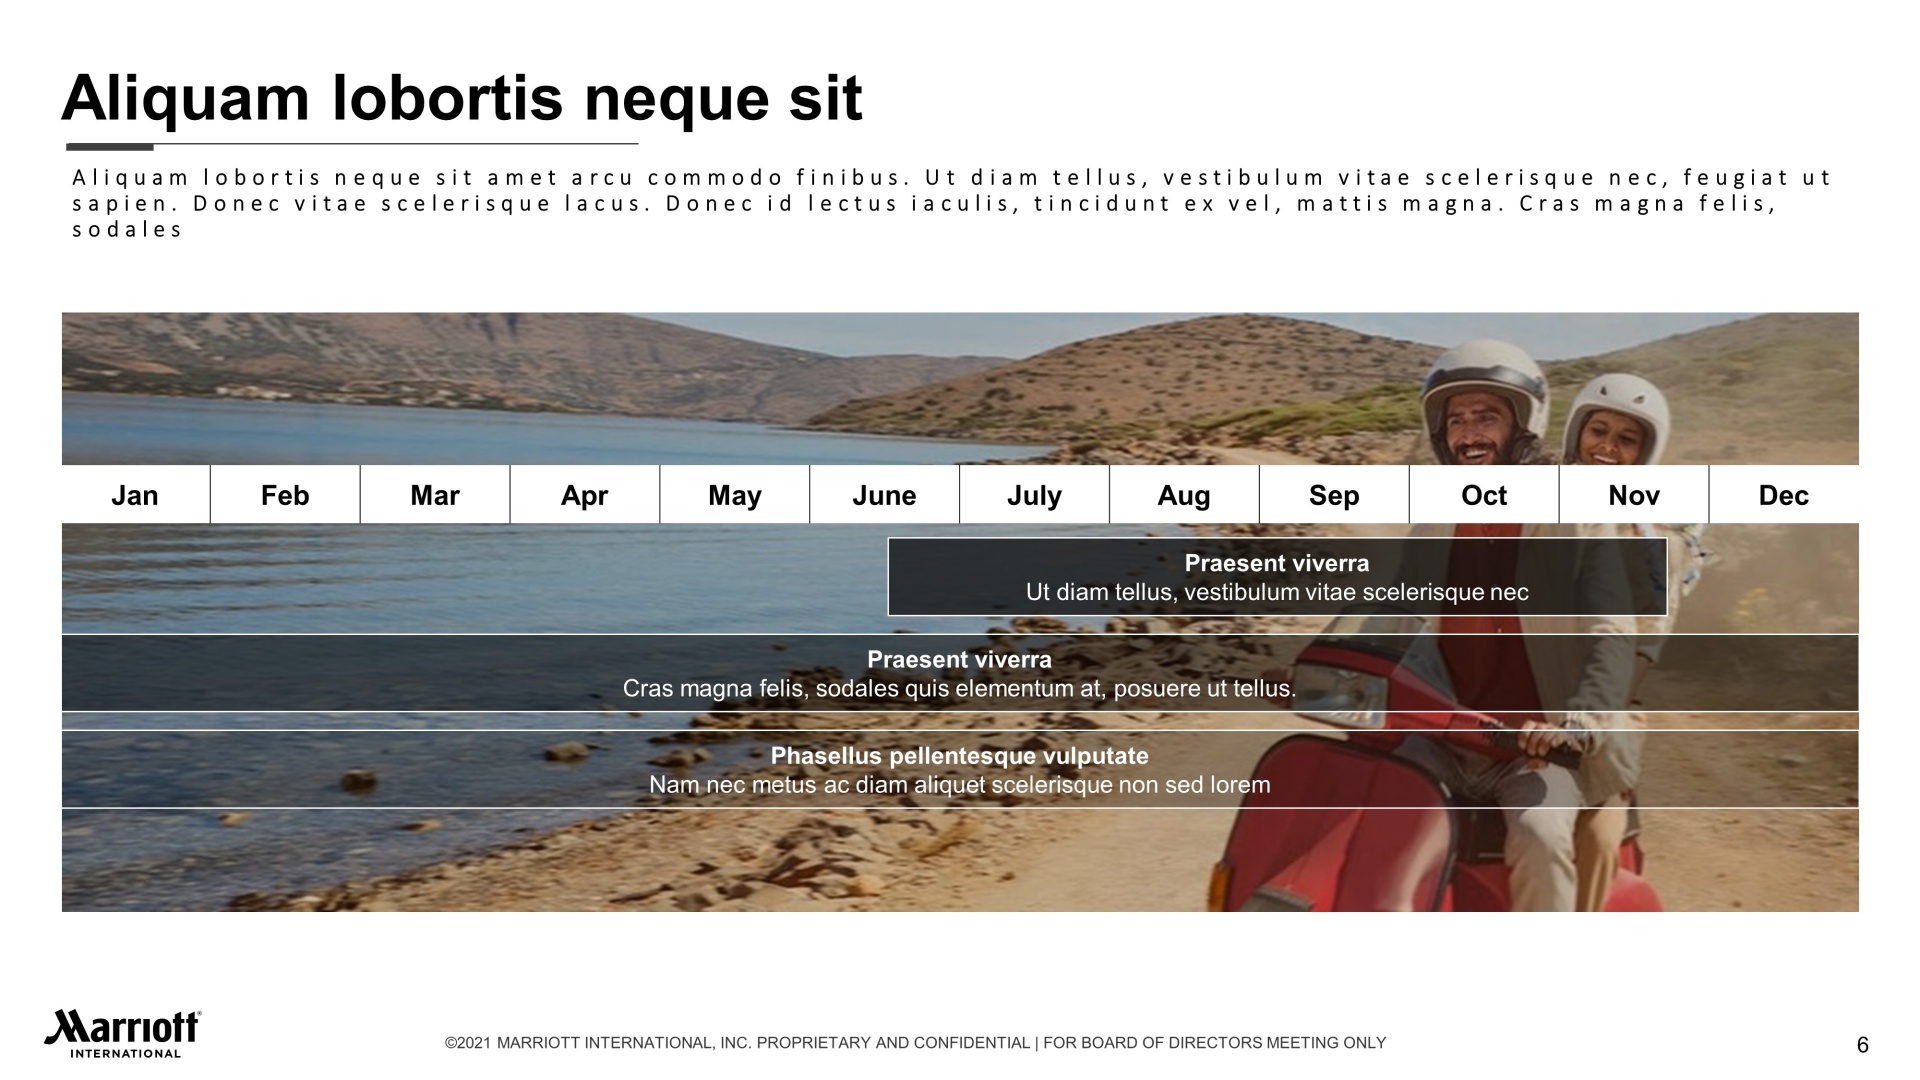 Aliquam lobortis neque sit
Aliquam lobortis neque sit amet arcu commodo finibus. Ut diam tellus, vestibulum vitae scelerisque nec, feugiat ut
sapien. Donec vitae scelerisque lacus. Donec id lectus iaculis, tincidunt ex vel, mattis magna. Cras magna felis,
sodales
Jan Feb Mar Apr May June July Aug Sep Oct Nov Dec
Praesent viverra
Ut diam tellus, vestibulum vitae scelerisque nec
Praesent viverra
Cras magna felis, sodales quis elementum at, posuere ut tellus.
Phasellus pellentesque vulputate
Nam nec metus ac diam aliquet scelerisque non sed lorem
Marriott®
INTERNATIONAL
©2021 MARRIOTT INTERNATIONAL, INC. PROPRIETARY AND CONFIDENTIAL | FOR BOARD OF DIRECTORS MEETING ONLY
6